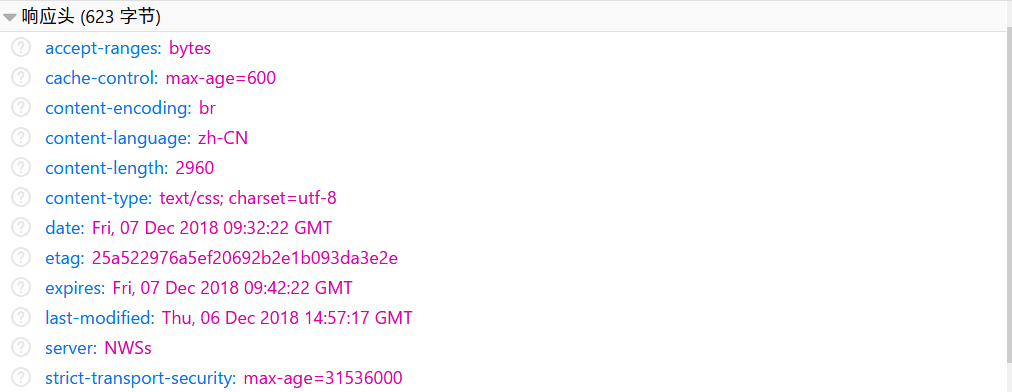 响应头 (623 字节)
accept-ranges: bytes
cache-control: max-age=600
content-encoding: br
content-language: zh-CN
content-length: 2960
content-type: text/css; charset=utf-8
date: Fri, 07 Dec 2018 09:32:22 GMT
etag: 25a522976a5ef20692b2e1b093da3e2e
expires: Fri, 07 Dec 2018 09:42:22 GMT
last-modified: Thu, 06 Dec 2018 14:57:17 GMT
server: NWSs
strict-transport-security: max-age=31536000